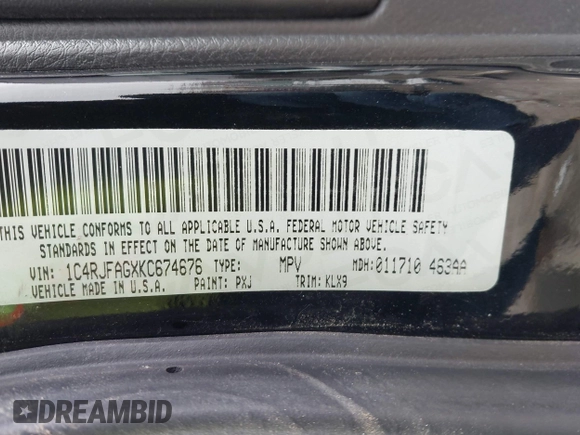 THIS VEHICLE CONFORMS TO ALL APPLICABLE U.S.A. FEDERAL MOTOR VEHICLE SAFETY
STANDARDS IN EFFECT ON THE DATE OF MANUFACTURE SHOWN ABOVE.
VIN: 1C4RJFAGXKC674676 TYPE: MPV MDH: 011710 463AA
VEHICLE MADE IN U.S.A. PAINT: PXJ TRIM: KLX9
DREAMBID